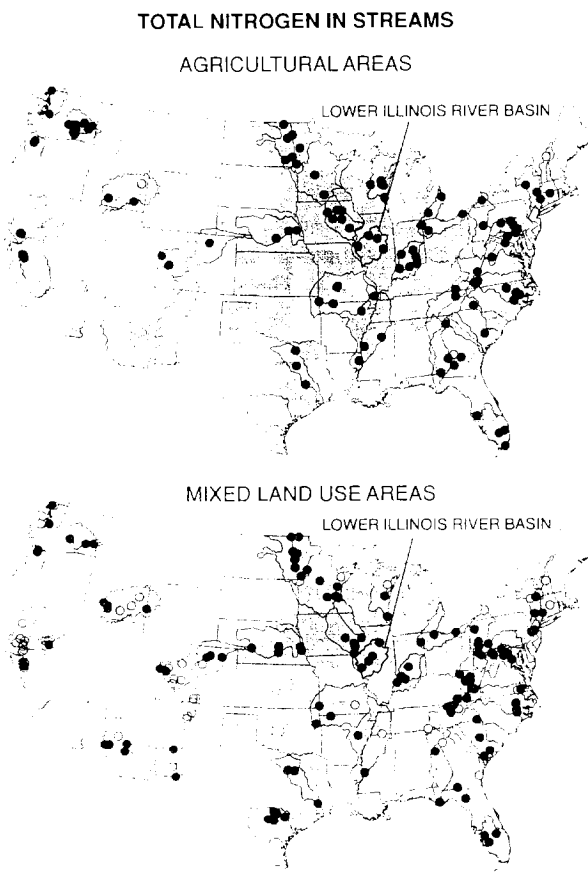 TOTAL NITROGEN IN STREAMS
AGRICULTURAL AREAS
LOWER ILLINOIS RIVER BASIN
MIXED LAND USE AREAS
LOWER ILLINOIS RIVER BASIN